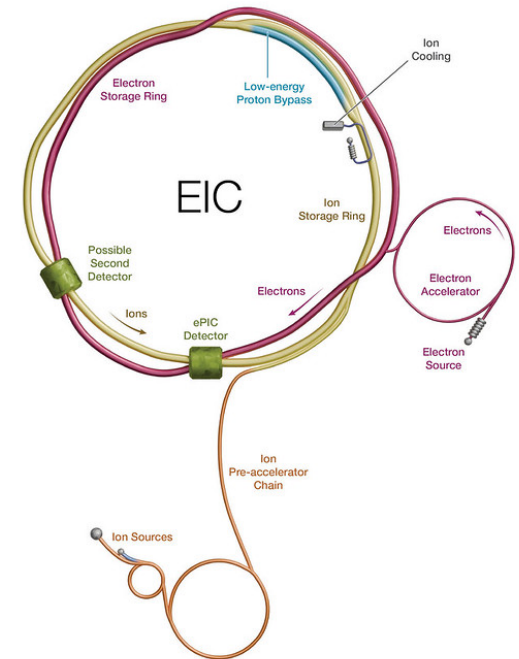 Ion
Cooling
Electron
Storage Ring
Low-energy
Proton Bypass
EIC
Ion
Storage Ring
Electrons
Possible
Second
Detector
Electron
Accelerator
Ions
Electrons
ePIC
Detector
Electron
Source
Ion
Pre-accelerator
Chain
Ion Sources